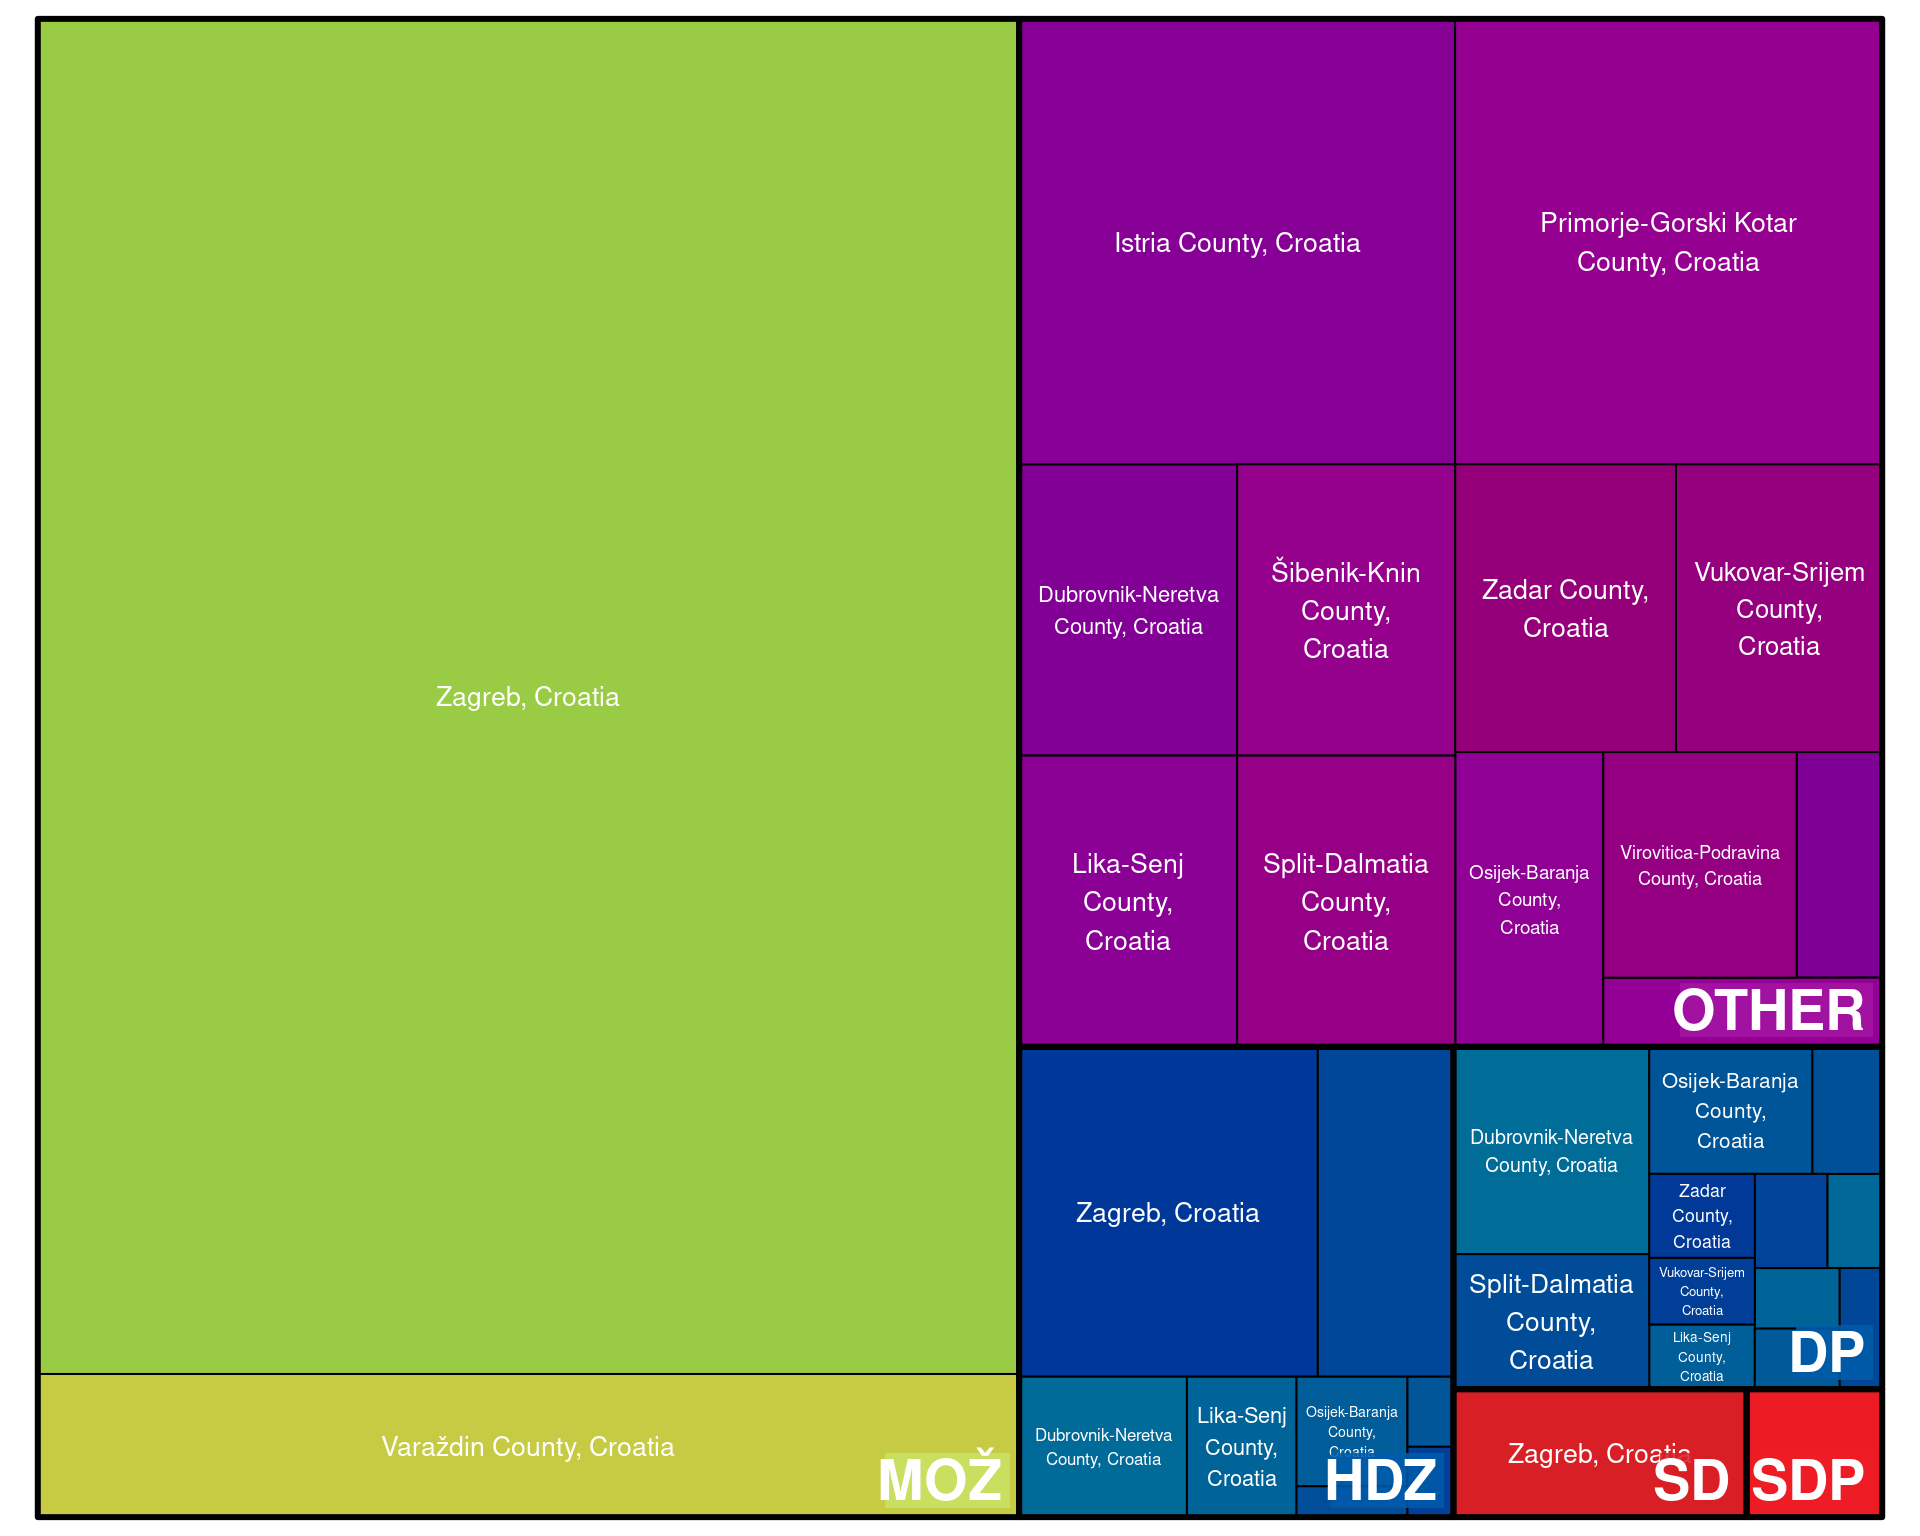 Zagreb, Croatia
Varaždin County, Croatia
MOŽ
Istria County, Croatia
Primorje-Gorski Kotar
County, Croatia
Dubrovnik-Neretva
County, Croatia
Šibenik-Knin
County,
Croatia
Zadar County,
Croatia
Vukovar-Srijem
County,
Croatia
Lika-Senj
County,
Croatia
Split-Dalmatia
County,
Croatia
Osijek-Baranja
County,
Croatia
Virovitica-Podravina
County, Croatia
OTHER
Zagreb, Croatia
Dubrovnik-Neretva
County, Croatia
Lika-Senj
County,
Croatia
Osijek-Baranja
County,
Croatia
HDZ
Dubrovnik-Neretva
County, Croatia
Osijek-Baranja
County,
Croatia
Split-Dalmatia
County,
Croatia
Zadar
County,
Croatia
Vukovar-Srijem
County,
Croatia
Lika-Senj
County,
Croatia
DP
Zagreb, Croatia
SD
SDP